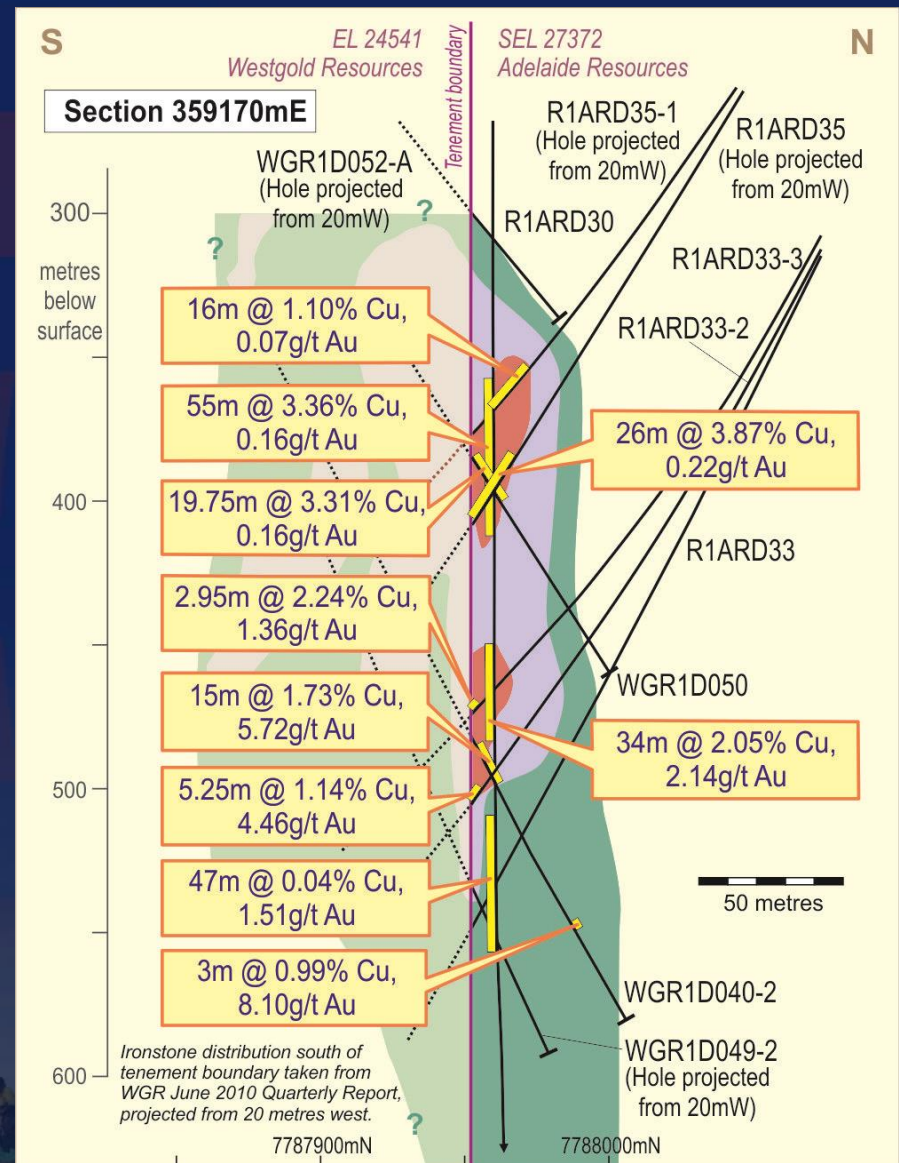 S
EL 24541
Westgold Resources
Tenement boundary
SEL 27372
Adelaide Resources
N
Section 359170mE
WGR1D052-A
(Hole projected
from 20mW)
R1ARD35-1
(Hole projected
from 20mW)
R1ARD35
(Hole projected
from 20mW)
R1ARD30
300
?
?
metres
below
surface
R1ARD33-3
R1ARD33-2
16m @ 1.10% Cu,
0.07g/t Au
55m @ 3.36% Cu,
0.16g/t Au
26m @ 3.87% Cu,
0.22g/t Au
400
19.75m @ 3.31% Cu,
0.16g/t Au
R1ARD33
2.95m @ 2.24% Cu,
1.36g/t Au
WGR1D050
15m @ 1.73% Cu,
5.72g/t Au
34m @ 2.05% Cu,
2.14g/t Au
500
5.25m @ 1.14% Cu,
4.46g/t Au
47m @ 0.04% Cu,
1.51g/t Au
50 metres
3m @ 0.99% Cu,
8.10g/t Au
WGR1D040-2
WGR1D049-2
(Hole projected
from 20mW)
600
Ironstone distribution south of
tenement boundary taken from
WGR June 2010 Quarterly Report,
projected from 20 metres west.
?
7787900mN
7788000mN